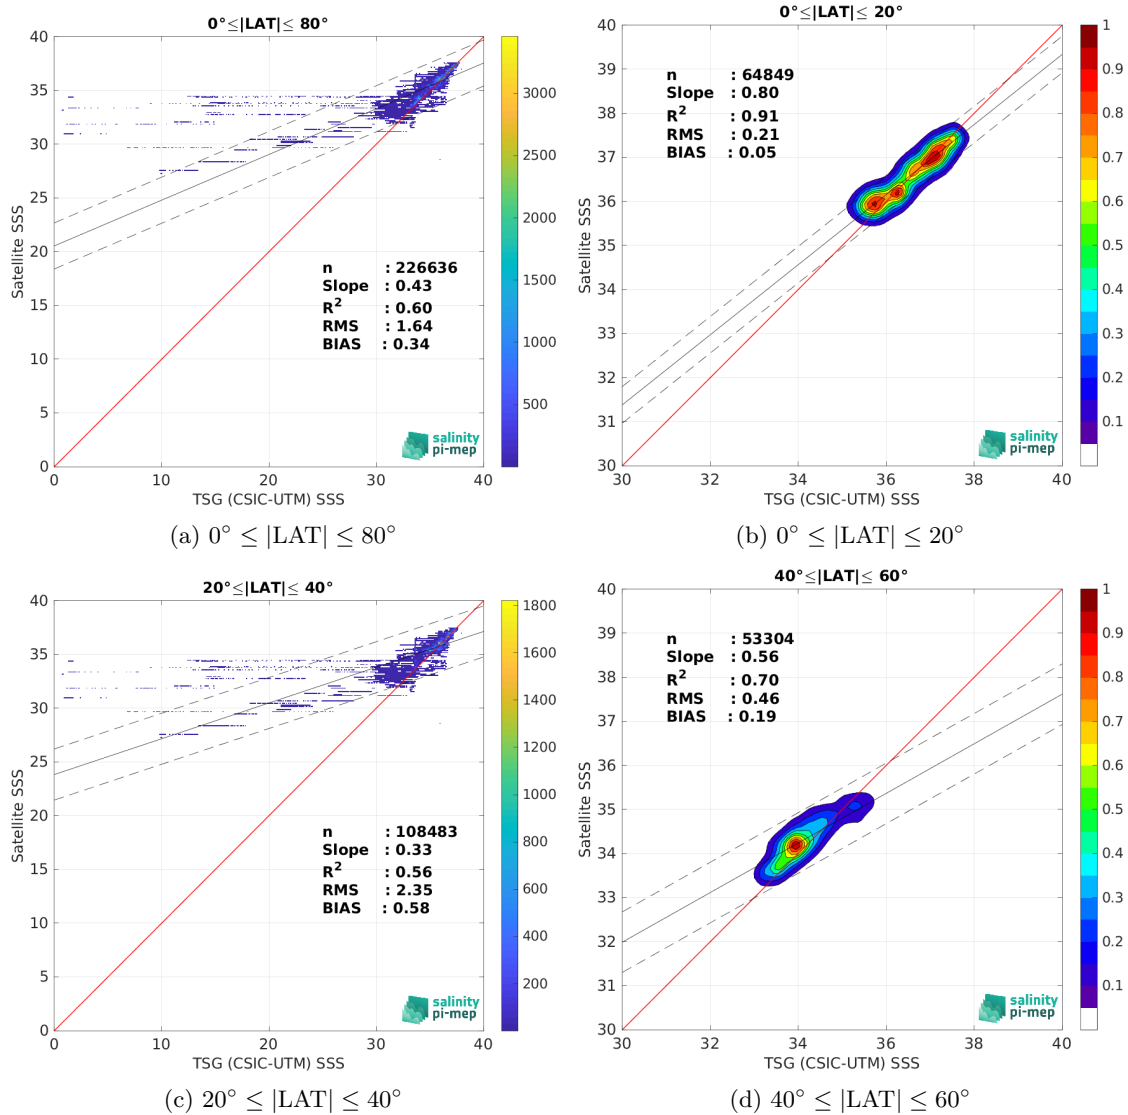 0°≤|LAT|≤ 80°
40
35
30
25
20
15
10
5
0
Satellite SSS
n : 226636
Slope : 0.43
R² : 0.60
RMS : 1.64
BIAS : 0.34
salinity
pi-mep
0 10 20 30 40
TSG (CSIC-UTM) SSS
3000
2500
2000
1500
1000
500
(a) 0° ≤ |LAT| ≤ 80°
0°≤|LAT|≤ 20°
40
39
38
37
36
35
34
33
32
31
30
Satellite SSS
n : 64849
Slope : 0.80
R² : 0.91
RMS : 0.21
BIAS : 0.05
salinity
pi-mep
30 32 34 36 38 40
TSG (CSIC-UTM) SSS
1
0.9
0.8
0.7
0.6
0.5
0.4
0.3
0.2
0.1
(b) 0° ≤ |LAT| ≤ 20°
20°≤|LAT|≤ 40°
40
35
30
25
20
15
10
5
0
Satellite SSS
n : 108483
Slope : 0.33
R² : 0.56
RMS : 2.35
BIAS : 0.58
salinity
pi-mep
0 10 20 30 40
TSG (CSIC-UTM) SSS
1800
1600
1400
1200
1000
800
600
400
200
(c) 20° ≤ |LAT| ≤ 40°
40°≤|LAT|≤ 60°
40
39
38
37
36
35
34
33
32
31
30
Satellite SSS
n : 53304
Slope : 0.56
R² : 0.70
RMS : 0.46
BIAS : 0.19
salinity
pi-mep
30 32 34 36 38 40
TSG (CSIC-UTM) SSS
1
0.9
0.8
0.7
0.6
0.5
0.4
0.3
0.2
0.1
(d) 40° ≤ |LAT| ≤ 60°